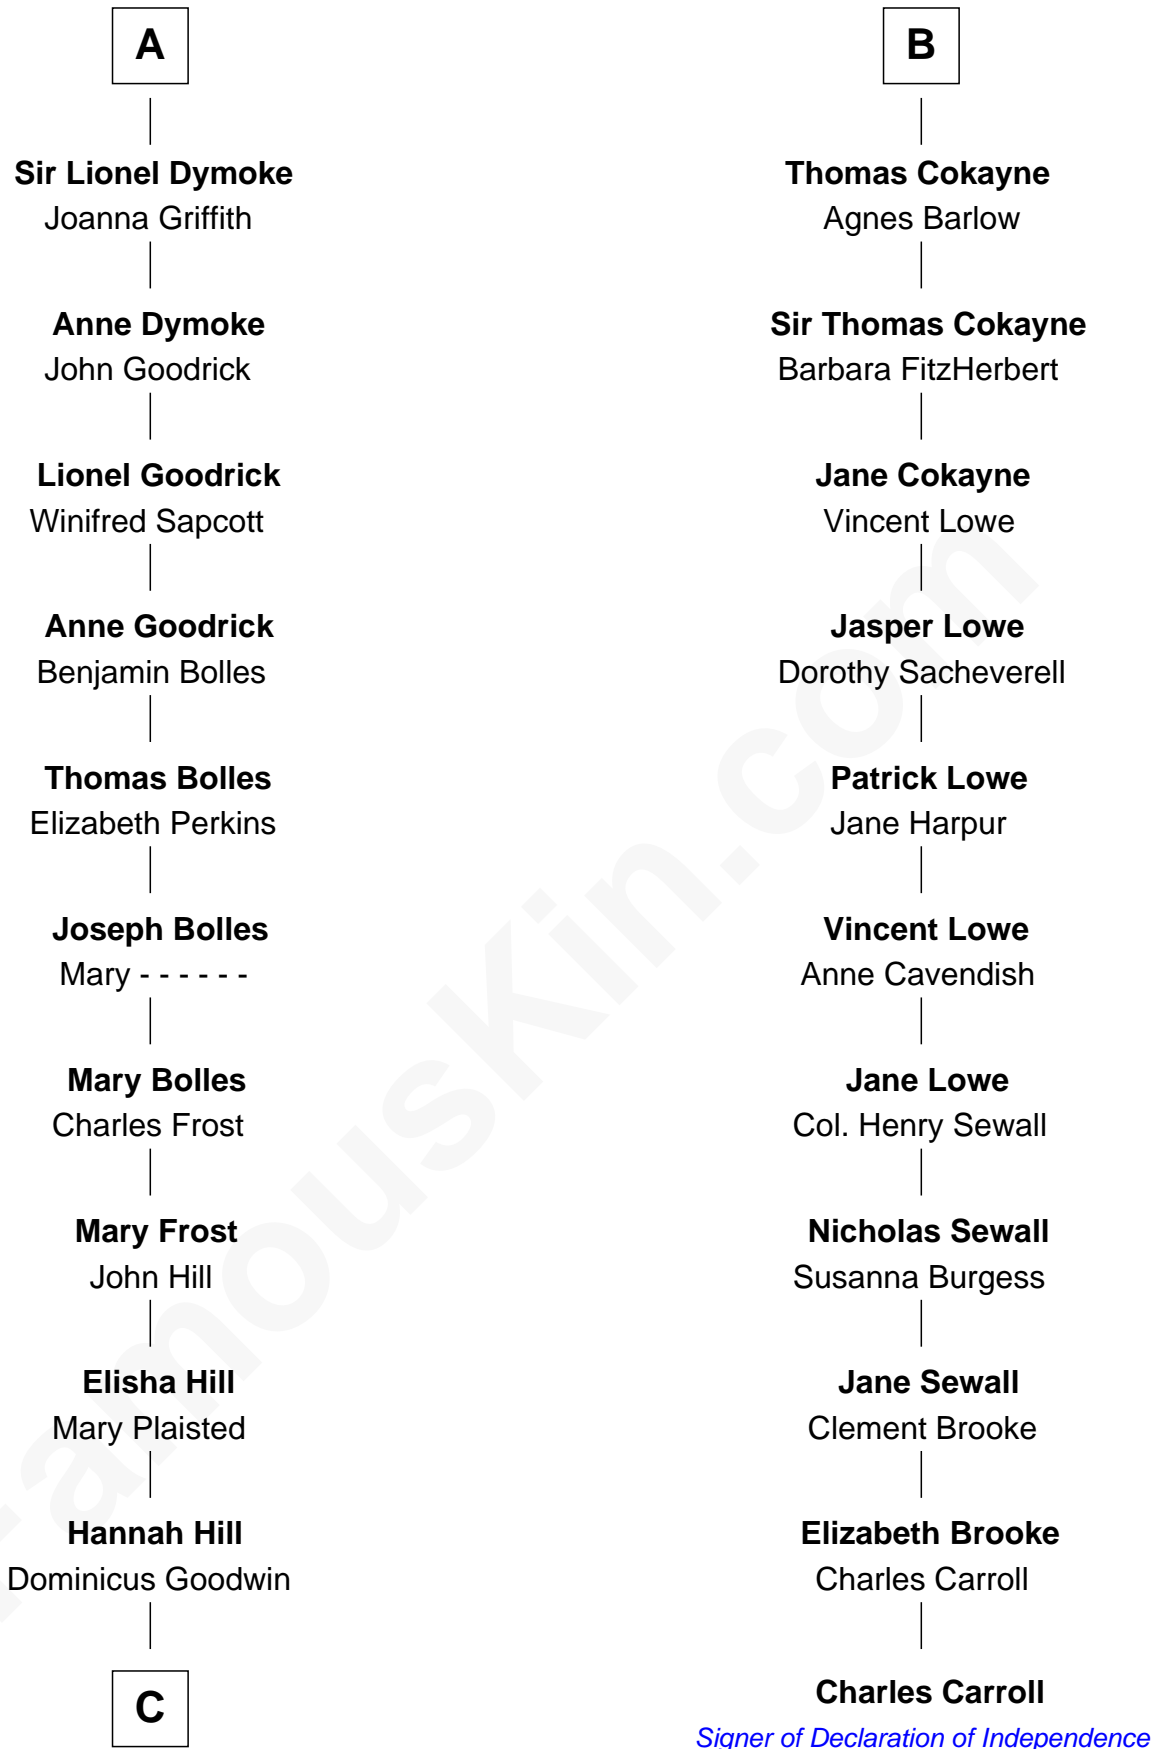 A
Sir Lionel Dymoke
Joanna Griffith
Anne Dymoke
John Goodrick
Lionel Goodrick
Winifred Sapcott
Anne Goodrick
Benjamin Bolles
Thomas Bolles
Elizabeth Perkins
Joseph Bolles
Mary - - - - - -
Mary Bolles
Charles Frost
Mary Frost
John Hill
Elisha Hill
Mary Plaisted
Hannah Hill
Dominicus Goodwin
C
B
Thomas Cokayne
Agnes Barlow
Sir Thomas Cokayne
Barbara FitzHerbert
Jane Cokayne
Vincent Lowe
Jasper Lowe
Dorothy Sacheverell
Patrick Lowe
Jane Harpur
Vincent Lowe
Anne Cavendish
Jane Lowe
Col. Henry Sewall
Nicholas Sewall
Susanna Burgess
Jane Sewall
Clement Brooke
Elizabeth Brooke
Charles Carroll
Charles Carroll
Signer of Declaration of Independence
FamousKin.com